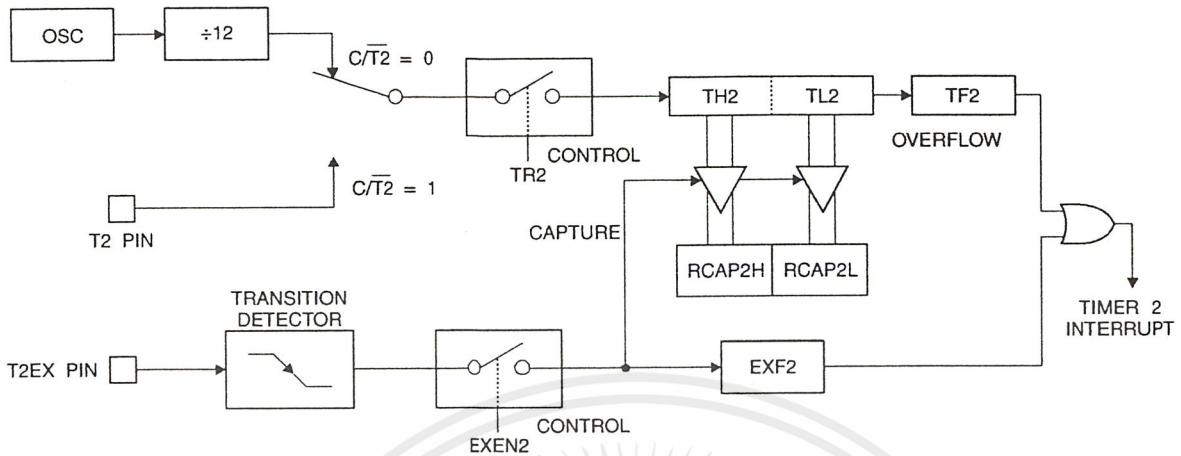 OSC
÷12
C/T2̅ = 0
TH2
TL2
TF2
OVERFLOW
CONTROL
TR2
C/T2̅ = 1
T2 PIN
CAPTURE
RCAP2H
RCAP2L
TIMER 2
INTERRUPT
TRANSITION
DETECTOR
T2EX PIN
EXF2
CONTROL
EXEN2